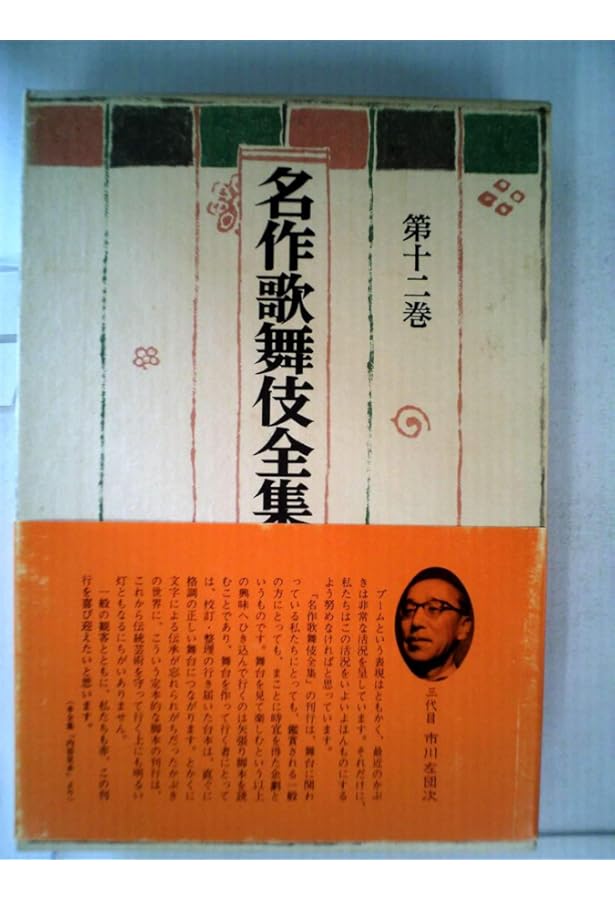 第十二巻
名作歌舞伎全集
三代目 市川左団次
ブームという表現はともかく、最近のかぶ
きは非常な活況を呈しています。それだけに、
私たちはこの活況をいよいよほんものにする
よう努めなければと思っています。
「名作歌舞伎全集」の刊行は、舞台に関わ
っている私たちにとっても、鑑賞される一般
の方にとっても、まことに時宜を得た企劃と
いうものです。舞台を見て楽しむという以上
の興味へひき込んで行くのは矢張り脚本を読
むことであり、舞台を作って行く者にとって
は、校訂・整理の行き届いた台本は、直ぐに
格調の正しい舞台につながります。とかくに
文字による伝承が忘れられがちだったかぶき
の世界に、こういう定本的な脚本の刊行は、
これから伝統芸術を守って行く上にも明るい
灯ともなるにちがいありません。
一般の観客とともに、私たちも亦、この刊
行を喜び迎えたいと思います。
（本全集「内容見本」より）